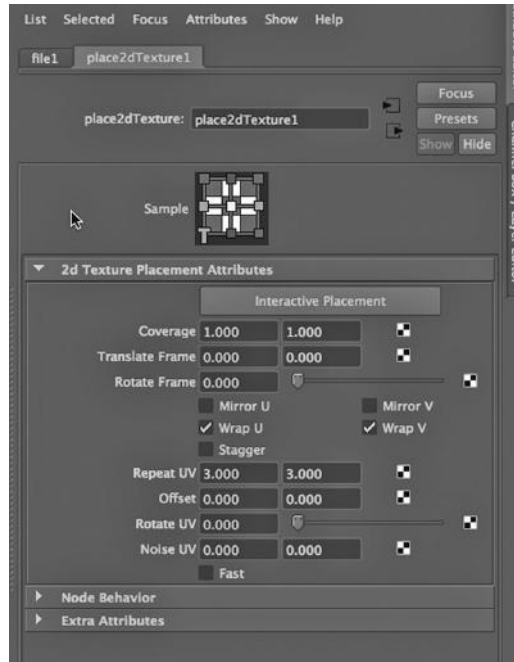 List Selected Focus Attributes Show Help
file1 place2dTexture1
Focus
place2dTexture: place2dTexture1 Presets
Show Hide
Sample
2d Texture Placement Attributes
Interactive Placement
Coverage 1.000 1.000
Translate Frame 0.000 0.000
Rotate Frame 0.000
Mirror U Mirror V
Wrap U Wrap V
Stagger
Repeat UV 3.000 3.000
Offset 0.000 0.000
Rotate UV 0.000
Noise UV 0.000 0.000
Fast
Node Behavior
Extra Attributes